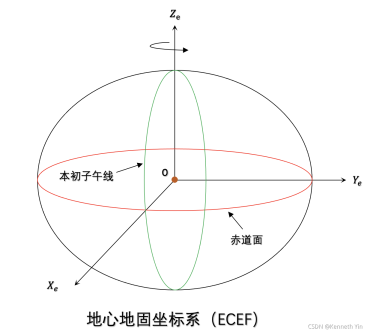 Ze
本初子午线
O
Ye
赤道面
Xe
地心地固坐标系（ECEF）
CSDN @Kenneth Yin